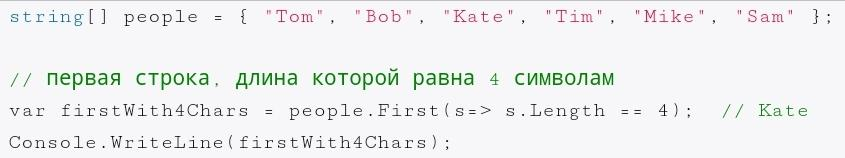 string[] people = { "Tom", "Bob", "Kate", "Tim", "Mike", "Sam" };
// первая строка, длина которой равна 4 символам
var firstWith4Chars = people.First(s=> s.Length == 4);  // Kate
Console.WriteLine(firstWith4Chars);